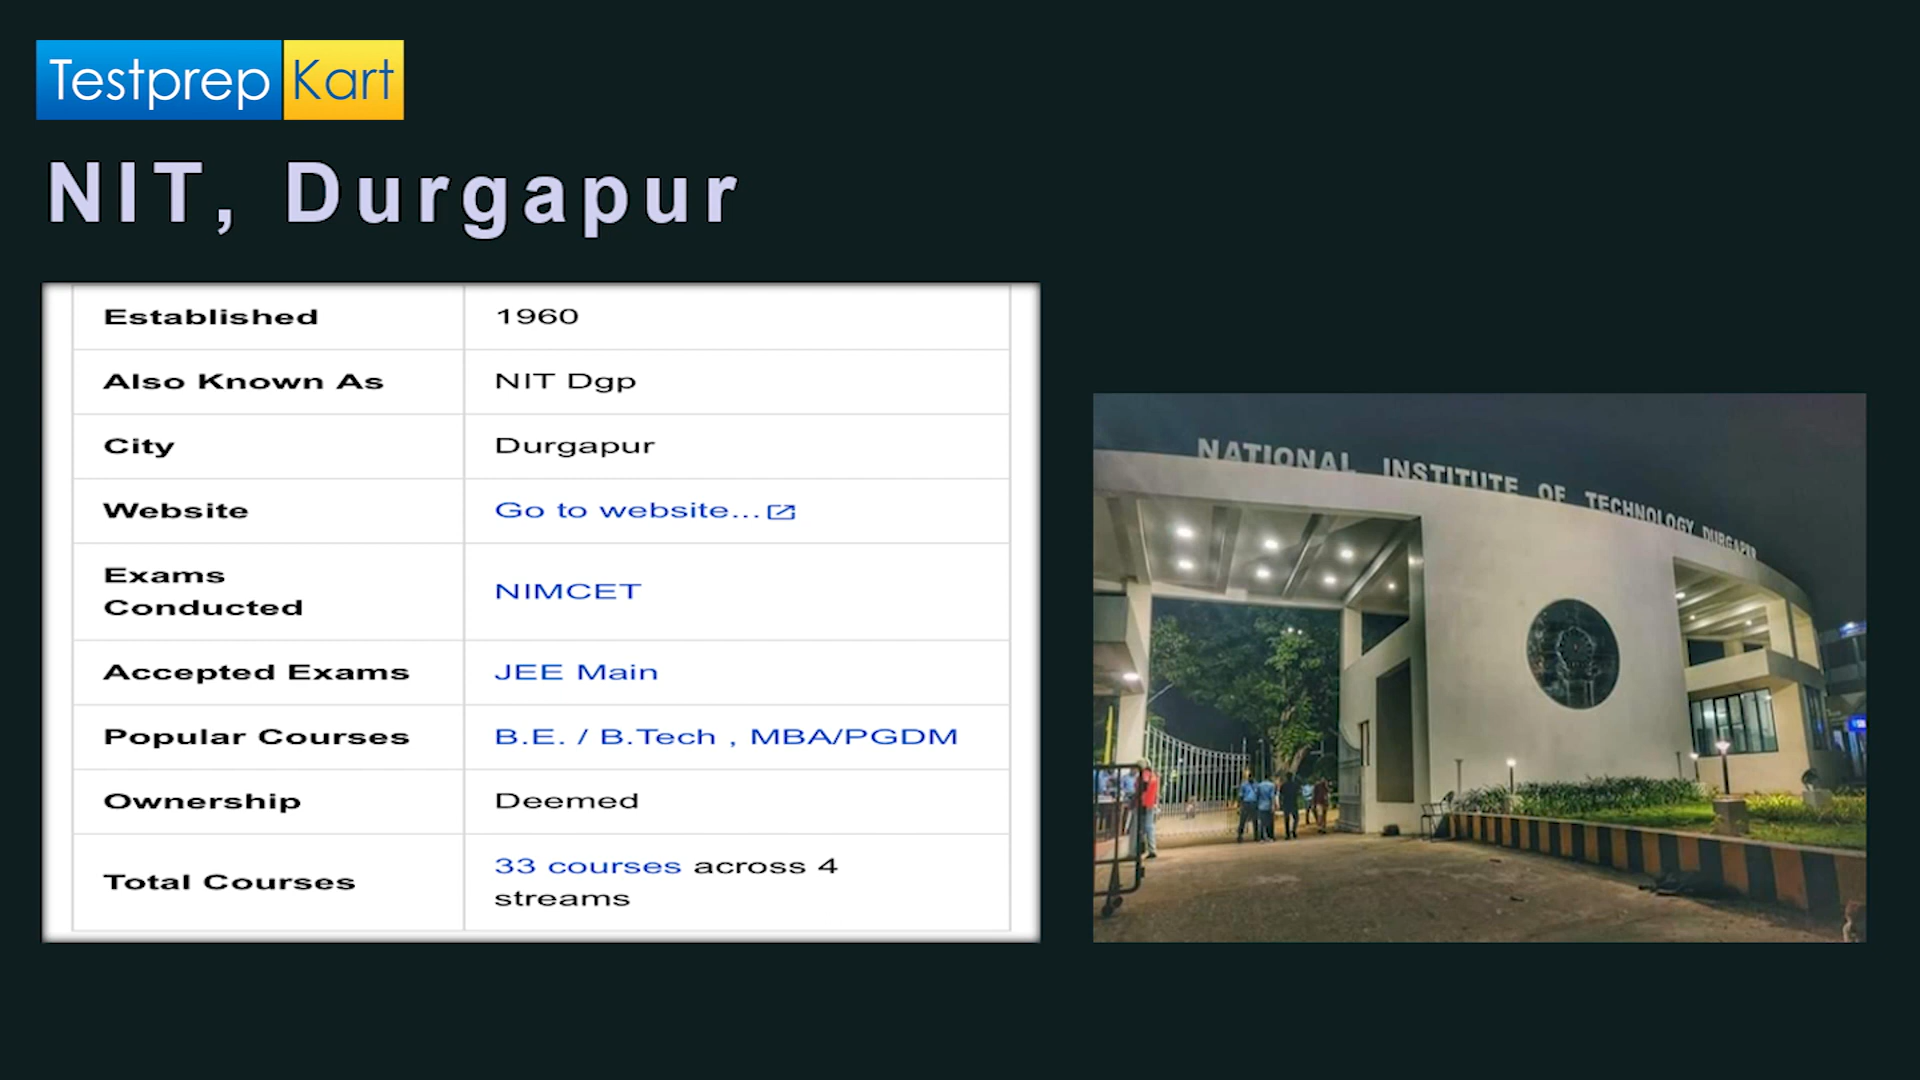 Testprep Kart
NIT, Durgapur
Established 1960
Also Known As NIT Dgp
City Durgapur
Website Go to website...
Exams
Conducted
NIMCET
Accepted Exams JEE Main
Popular Courses B.E. / B.Tech , MBA/PGDM
Ownership Deemed
Total Courses
33 courses across 4
streams
NATIONAL INSTITUTE OF TECHNOLOGY DURGAPUR